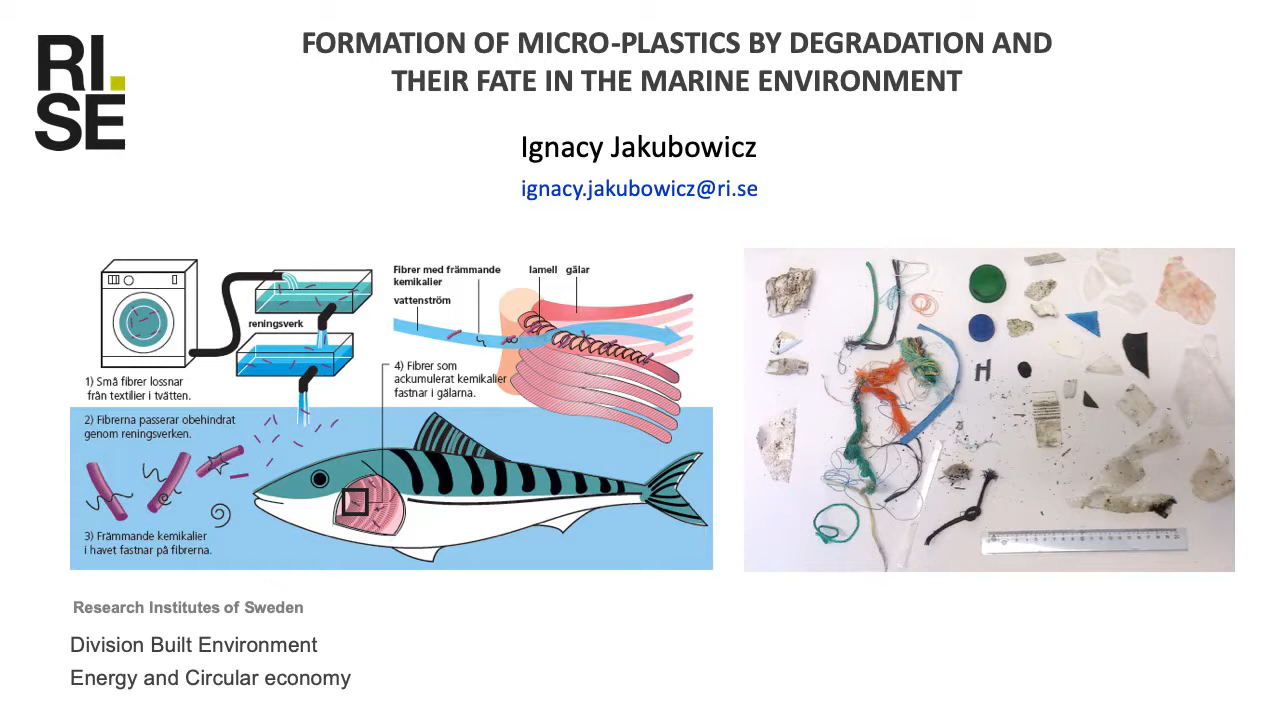 RI.
SE
FORMATION OF MICRO-PLASTICS BY DEGRADATION AND
THEIR FATE IN THE MARINE ENVIRONMENT
Ignacy Jakubowicz
ignacy.jakubowicz@ri.se
Fibrer med främmande
kemikalier
vattenström
lamell gälar
reningsverk
1) Små fibrer lossnar
från textilier i tvätten.
4) Fibrer som
ackumulerat kemikalier
fastnar i gälarna.
2) Fibrerna passerar obehindrat
genom reningsverken.
3) Främmande kemikalier
i havet fastnar på fibrerna.
H
Research Institutes of Sweden
Division Built Environment
Energy and Circular economy